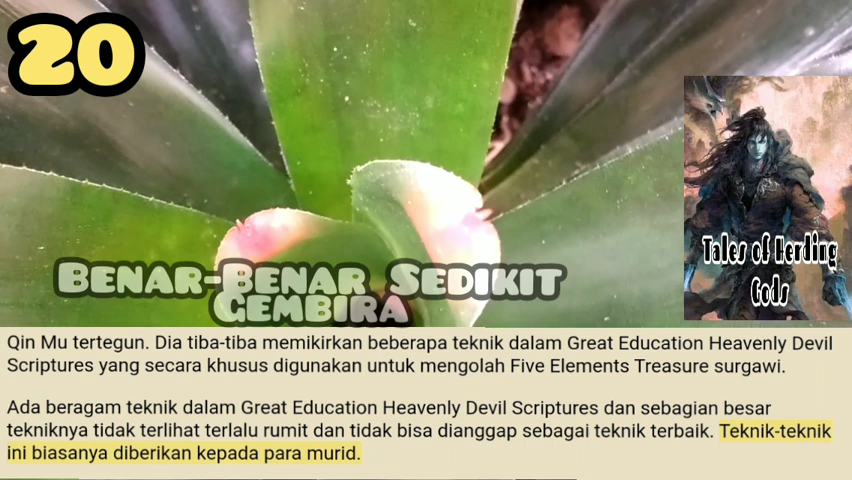 20
Tales of Herding
Gods
BENAR-BENAR SEDIKIT
GEMBIRA
Qin Mu tertegun. Dia tiba-tiba memikirkan beberapa teknik dalam Great Education Heavenly Devil
Scriptures yang secara khusus digunakan untuk mengolah Five Elements Treasure surgawi.
Ada beragam teknik dalam Great Education Heavenly Devil Scriptures dan sebagian besar
tekniknya tidak terlihat terlalu rumit dan tidak bisa dianggap sebagai teknik terbaik. Teknik-teknik
ini biasanya diberikan kepada para murid.